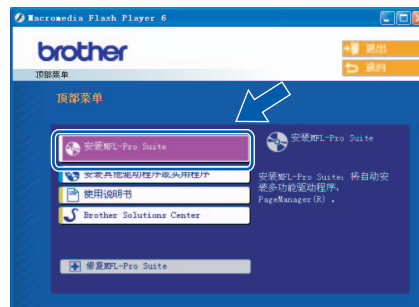 Macromedia Flash Player 6
brother
退出
顶部菜单
返回
顶部菜单
安装MFL-Pro Suite
安装MFL-Pro Suite
安装其他驱动程序或实用程序
安装MFL-Pro Suite: 将自动安
装多功能驱动程序,
PageManager(R) 。
使用说明书
Brother Solutions Center
修复MFL-Pro Suite